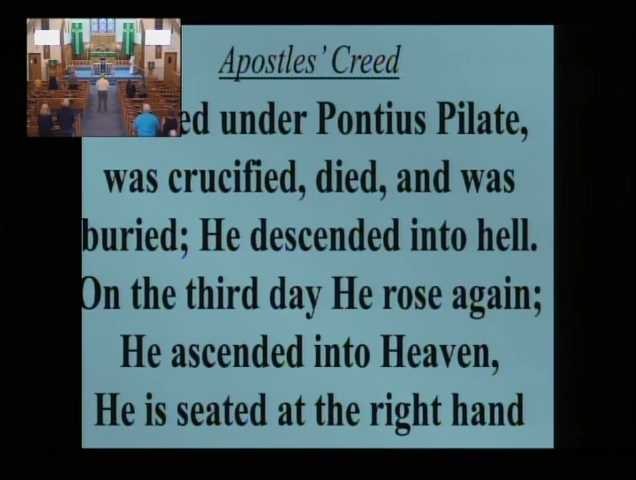 Apostles' Creed
ed under Pontius Pilate,
was crucified, died, and was
buried; He descended into hell.
On the third day He rose again;
He ascended into Heaven,
He is seated at the right hand